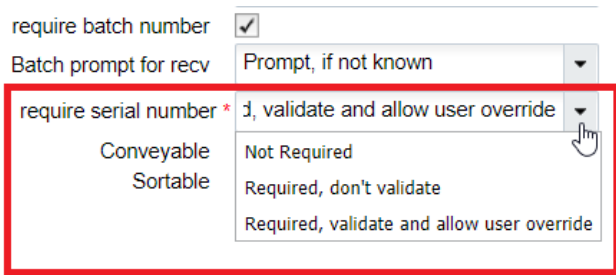 require batch number
Batch prompt for recv Prompt, if not known
require serial number * d, validate and allow user override
Conveyable Not Required
Sortable Required, don't validate
Required, validate and allow user override